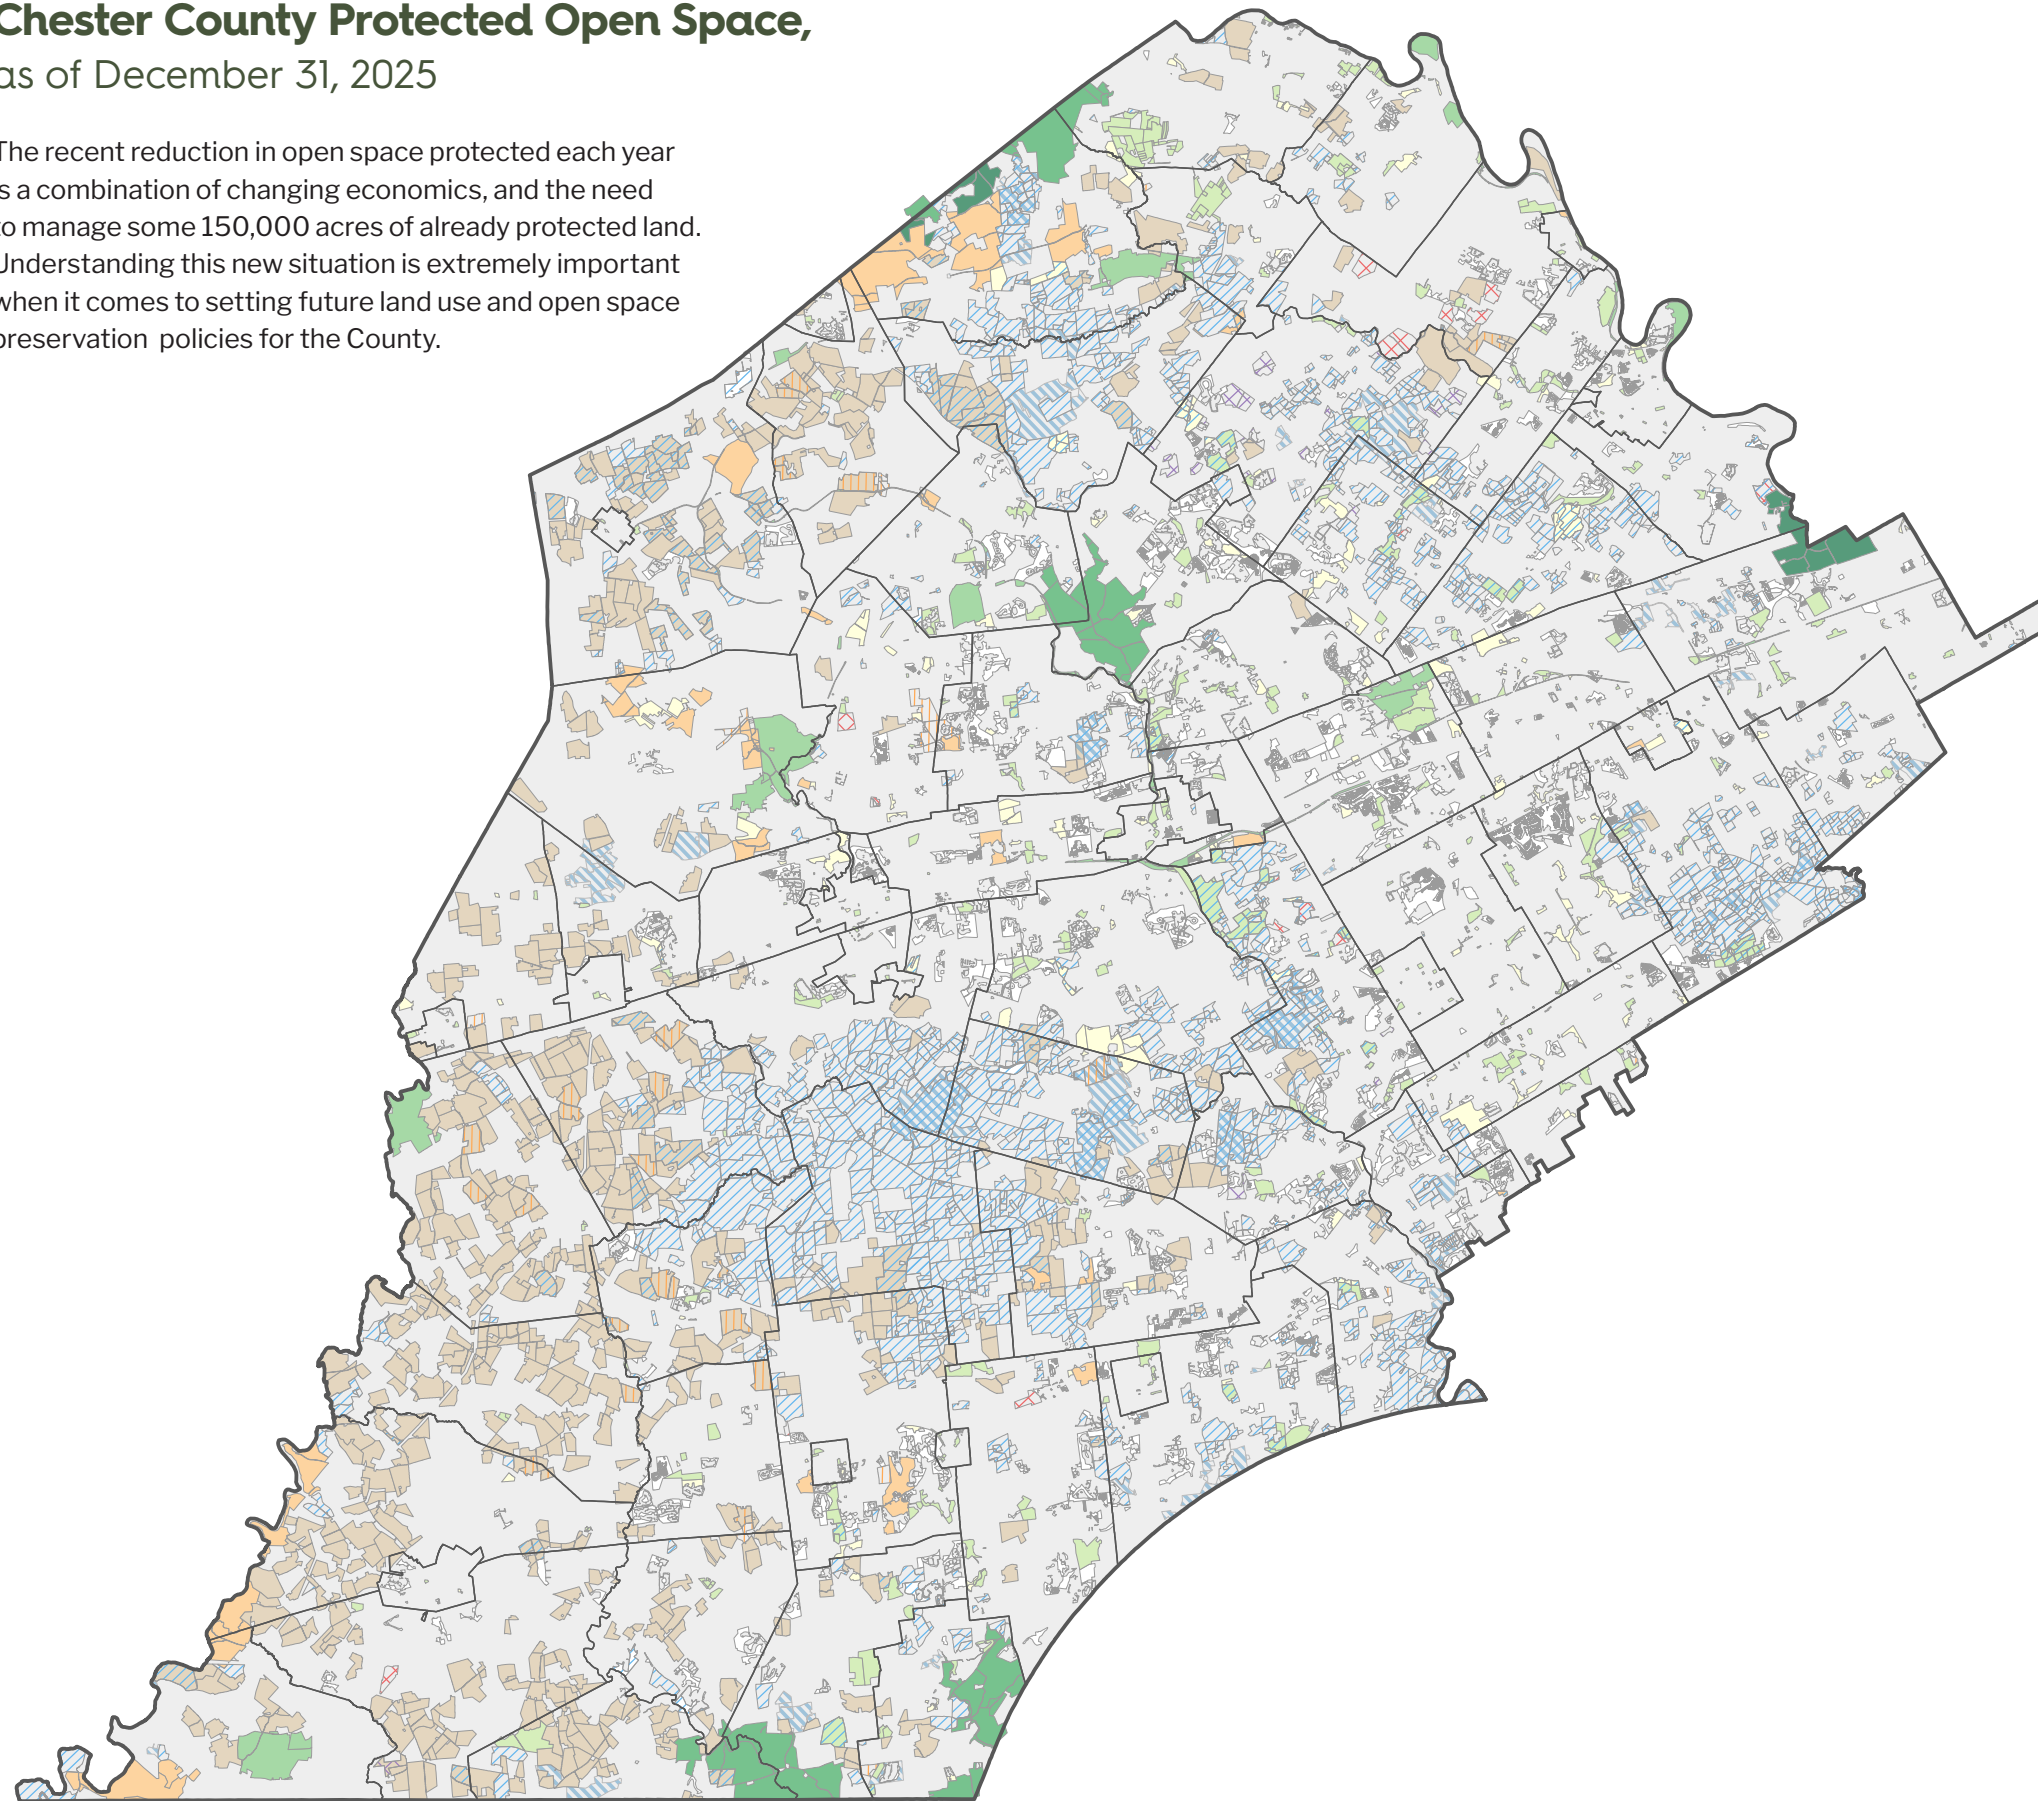 Chester County Protected Open Space,
as of December 31, 2025
The recent reduction in open space protected each year
is a combination of changing economics, and the need
to manage some 150,000 acres of already protected land.
Understanding this new situation is extremely important
when it comes to setting future land use and open space
preservation policies for the County.